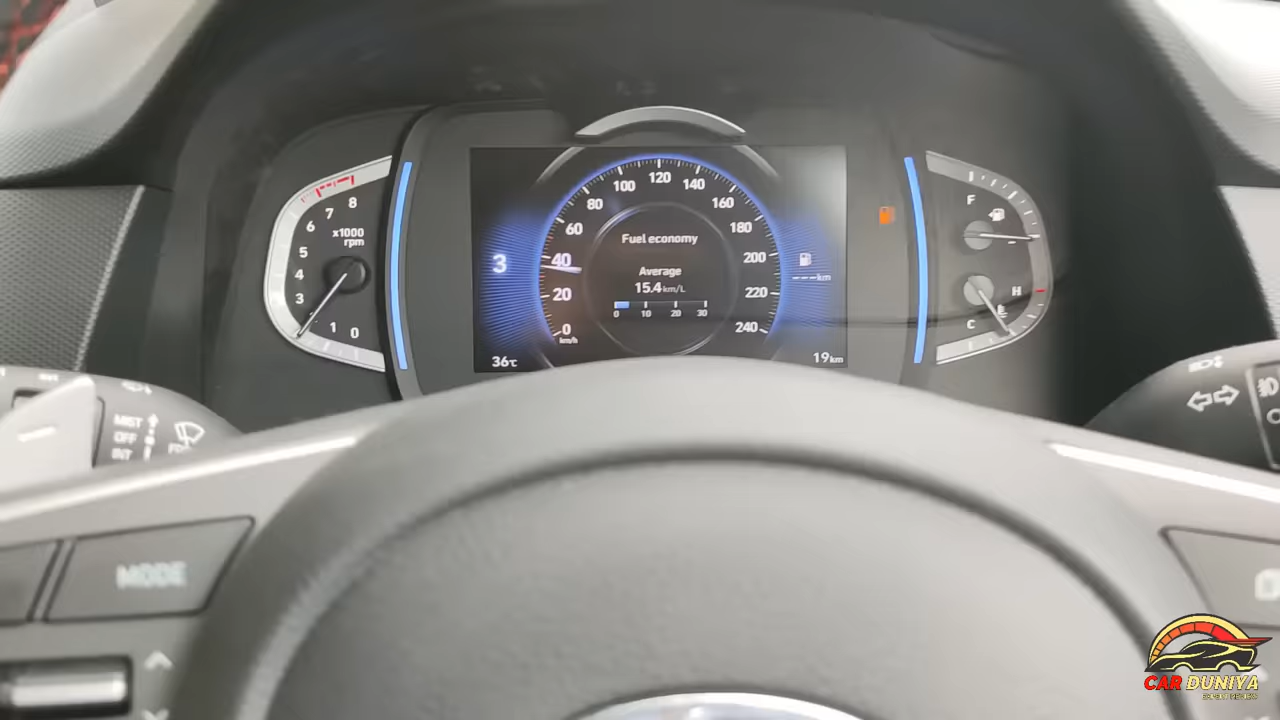 8
7
6
5
4
3
1
0
x1000
rpm
3
36℃
0
20
40
60
80
100
120
140
160
180
200
220
240
km/h
Fuel economy
Average
15.4km/L
0 10 20 30
---km
19km
F
H
C
MIST
OFF
INT
MODE
CAR DUNIYA